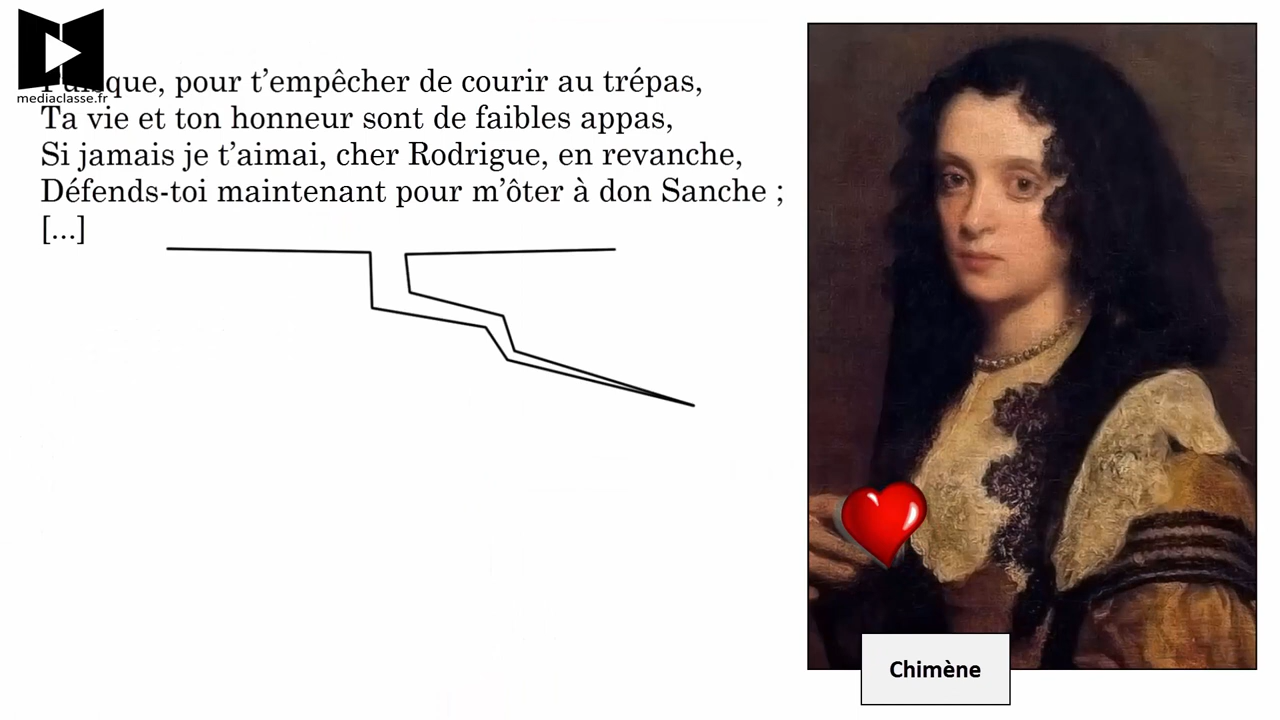 mediaclasse.fr
pour t’empêcher de courir au trépas,
Ta vie et ton honneur sont de faibles appas,
Si jamais je t’aimai, cher Rodrigue, en revanche,
Défends-toi maintenant pour m’ôter à don Sanche ;
[...]
Chimène